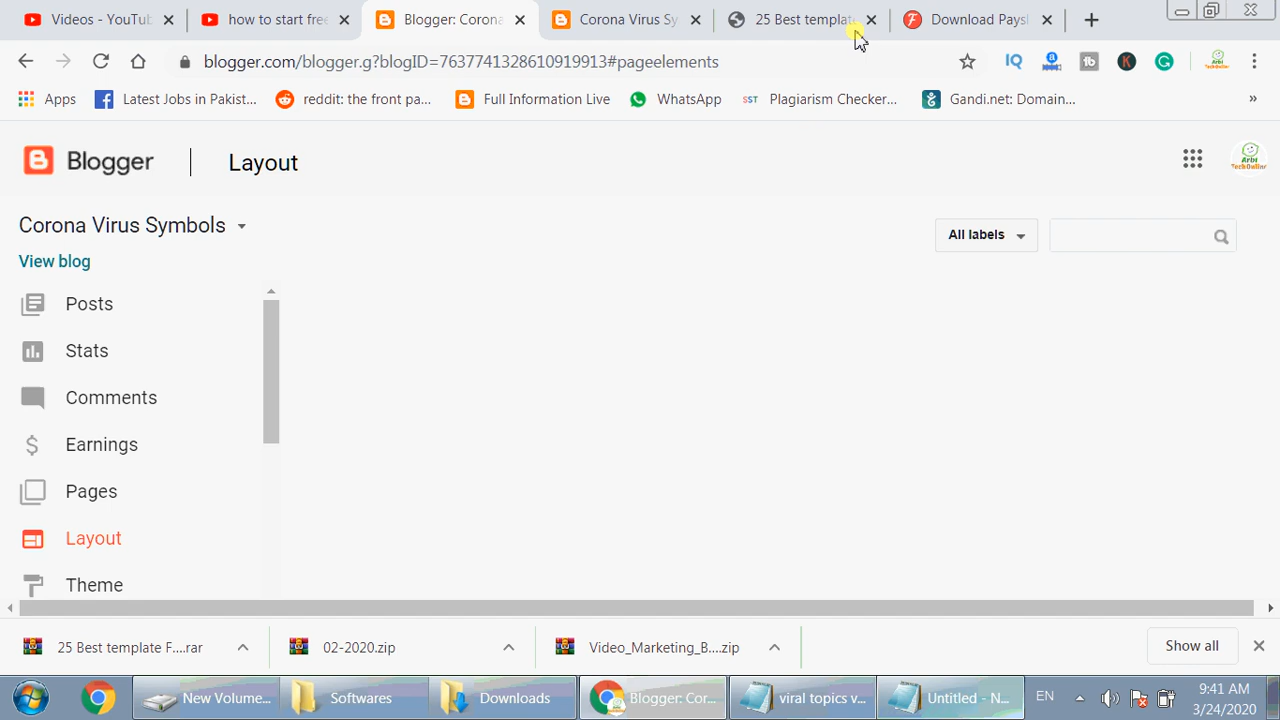 Videos - YouTu
how to start free
Blogger: Corona
Corona Virus Sy
25 Best templat
Download Paysl
blogger.com/blogger.g?blogID=7637741328610919913#pageelements
Apps
Latest Jobs in Pakist...
reddit: the front pa...
Full Information Live
WhatsApp
SST
Plagiarism Checker...
Gandi.net: Domain...
»
Blogger
Layout
Corona Virus Symbols
View blog
All labels
Posts
Stats
Comments
Earnings
Pages
Layout
Theme
25 Best template F....rar
02-2020.zip
Video_Marketing_B....zip
Show all
New Volume...
Softwares
Downloads
Blogger: Cor...
viral topics v...
Untitled - N...
EN
9:41 AM
3/24/2020